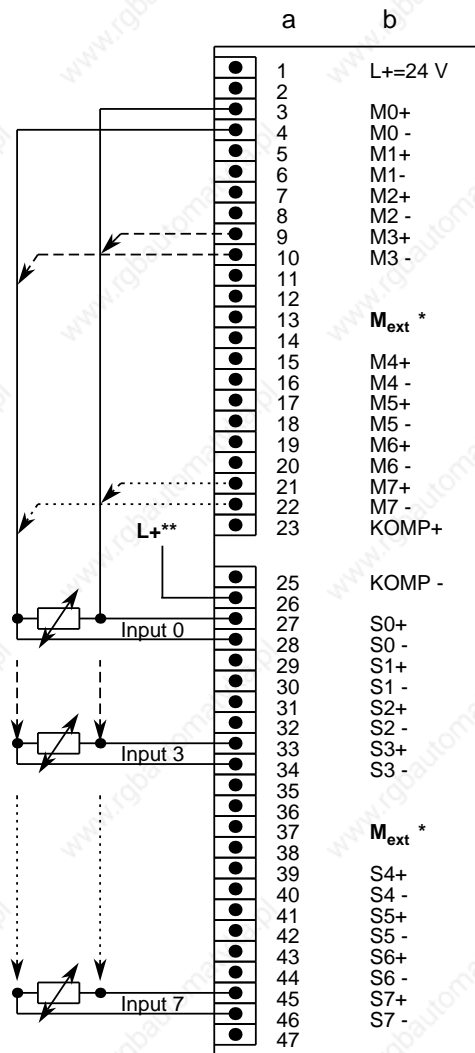 a b
1 L+=24 V
2
3 M0+
4 M0 -
5 M1+
6 M1-
7 M2+
8 M2 -
9 M3+
10 M3 -
11
12
13 Mext *
14
15 M4+
16 M4 -
17 M5+
18 M5 -
19 M6+
20 M6 -
21 M7+
22 M7 -
L+** 23 KOMP+
25 KOMP -
26
27 S0+
Input 0 28 S0 -
29 S1+
30 S1 -
31 S2+
32 S2 -
33 S3+
Input 3 34 S3 -
35
36
37 Mext *
38
39 S4+
40 S4 -
41 S5+
42 S5 -
43 S6+
44 S6 -
45 S7+
Input 7 46 S7 -
47